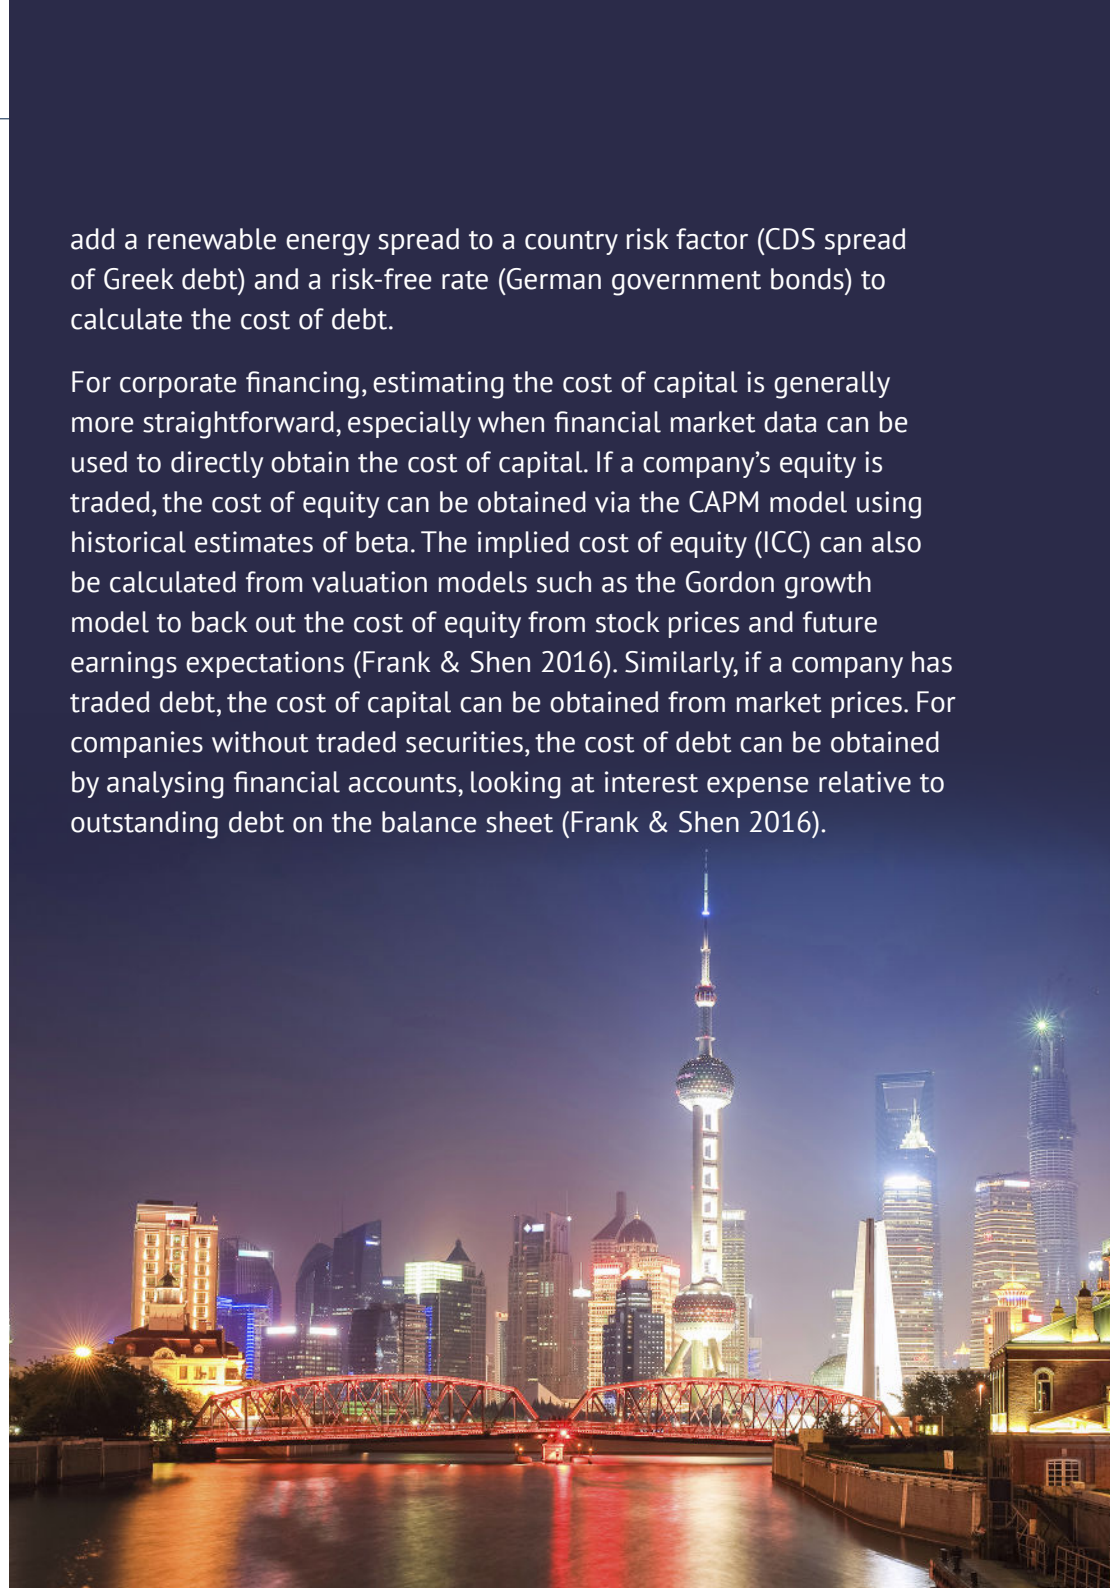 add a renewable energy spread to a country risk factor (CDS spread
of Greek debt) and a risk-free rate (German government bonds) to
calculate the cost of debt.
For corporate financing, estimating the cost of capital is generally
more straightforward, especially when financial market data can be
used to directly obtain the cost of capital. If a company’s equity is
traded, the cost of equity can be obtained via the CAPM model using
historical estimates of beta. The implied cost of equity (ICC) can also
be calculated from valuation models such as the Gordon growth
model to back out the cost of equity from stock prices and future
earnings expectations (Frank & Shen 2016). Similarly, if a company has
traded debt, the cost of capital can be obtained from market prices. For
companies without traded securities, the cost of debt can be obtained
by analysing financial accounts, looking at interest expense relative to
outstanding debt on the balance sheet (Frank & Shen 2016).